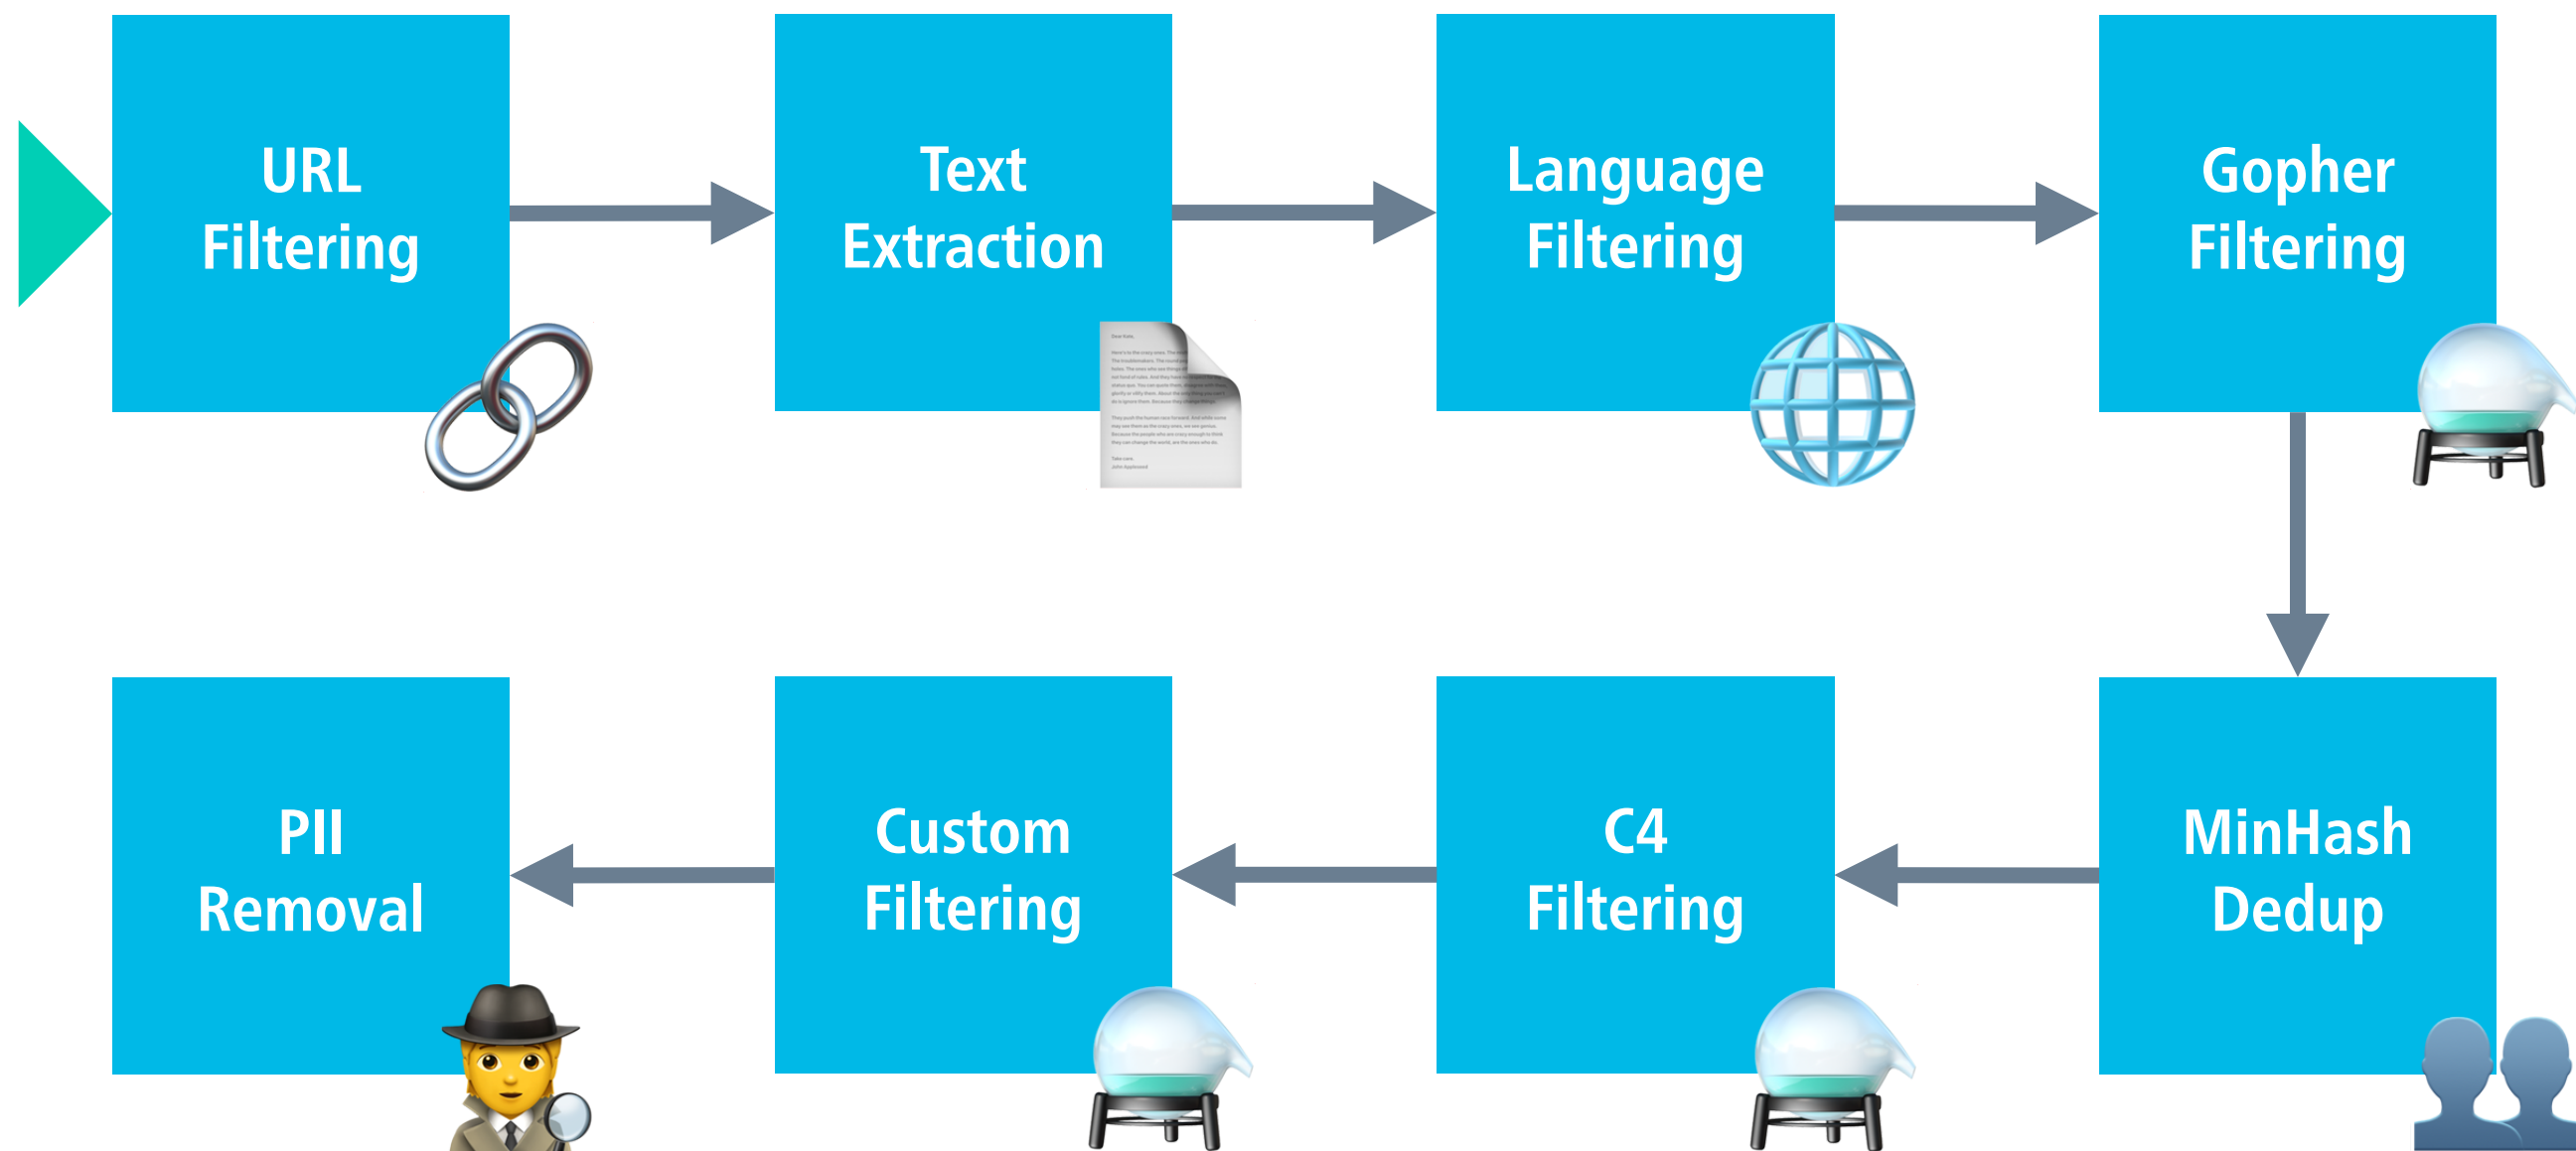 URL
Filtering
Text
Extraction
Language
Filtering
Gopher
Filtering
MinHash
Dedup
C4
Filtering
Custom
Filtering
PII
Removal